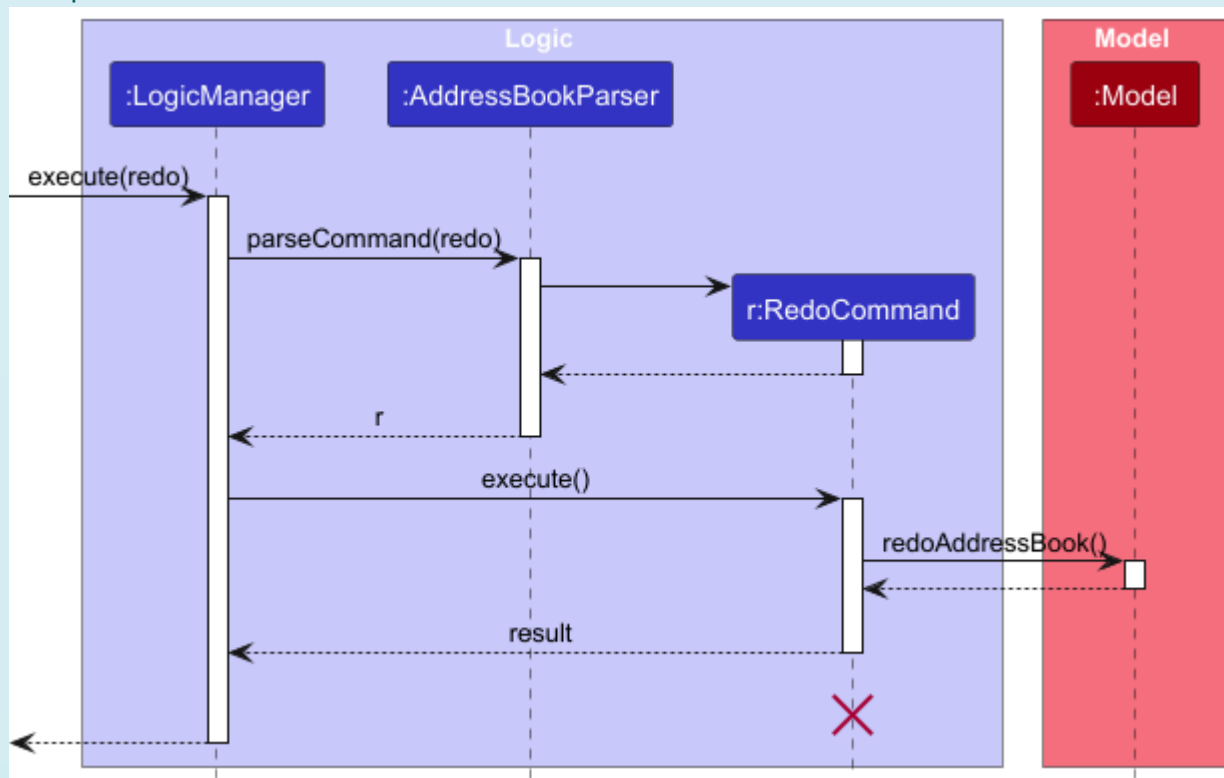 Logic
Model
:LogicManager
:AddressBookParser
:Model
execute(redo)
parseCommand(redo)
r:RedoCommand
r
execute()
redoAddressBook()
result